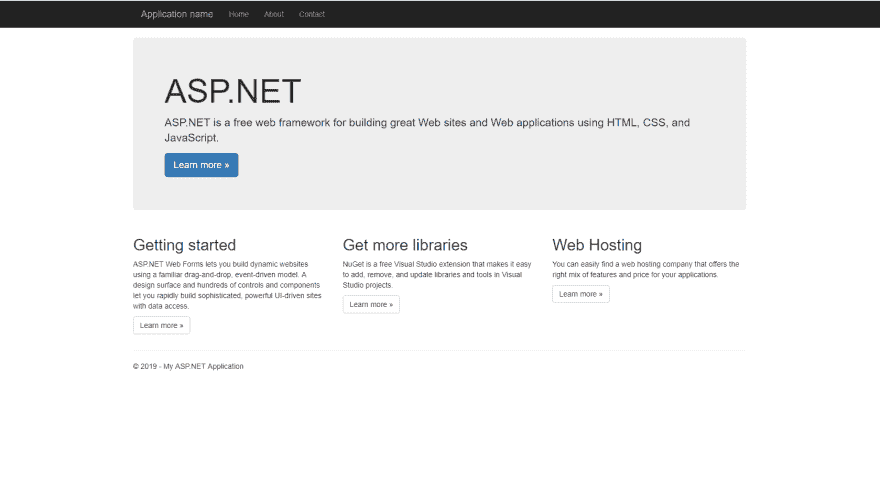 Application name Home About Contact
ASP.NET
ASP.NET is a free web framework for building great Web sites and Web applications using HTML, CSS, and
JavaScript.
Learn more »
Getting started
ASP.NET Web Forms lets you build dynamic websites
using a familiar drag-and-drop, event-driven model. A
design surface and hundreds of controls and components
let you rapidly build sophisticated, powerful UI-driven sites
with data access.
Learn more »
Get more libraries
NuGet is a free Visual Studio extension that makes it easy
to add, remove, and update libraries and tools in Visual
Studio projects.
Learn more »
Web Hosting
You can easily find a web hosting company that offers the
right mix of features and price for your applications.
Learn more »
© 2019 - My ASP.NET Application